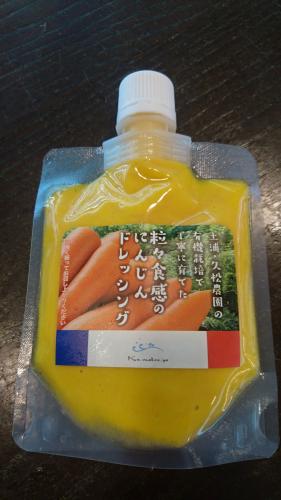 土浦・久松農園の
有機栽培で
丁寧に育てた
粒々食感の
にんじん
ドレッシング